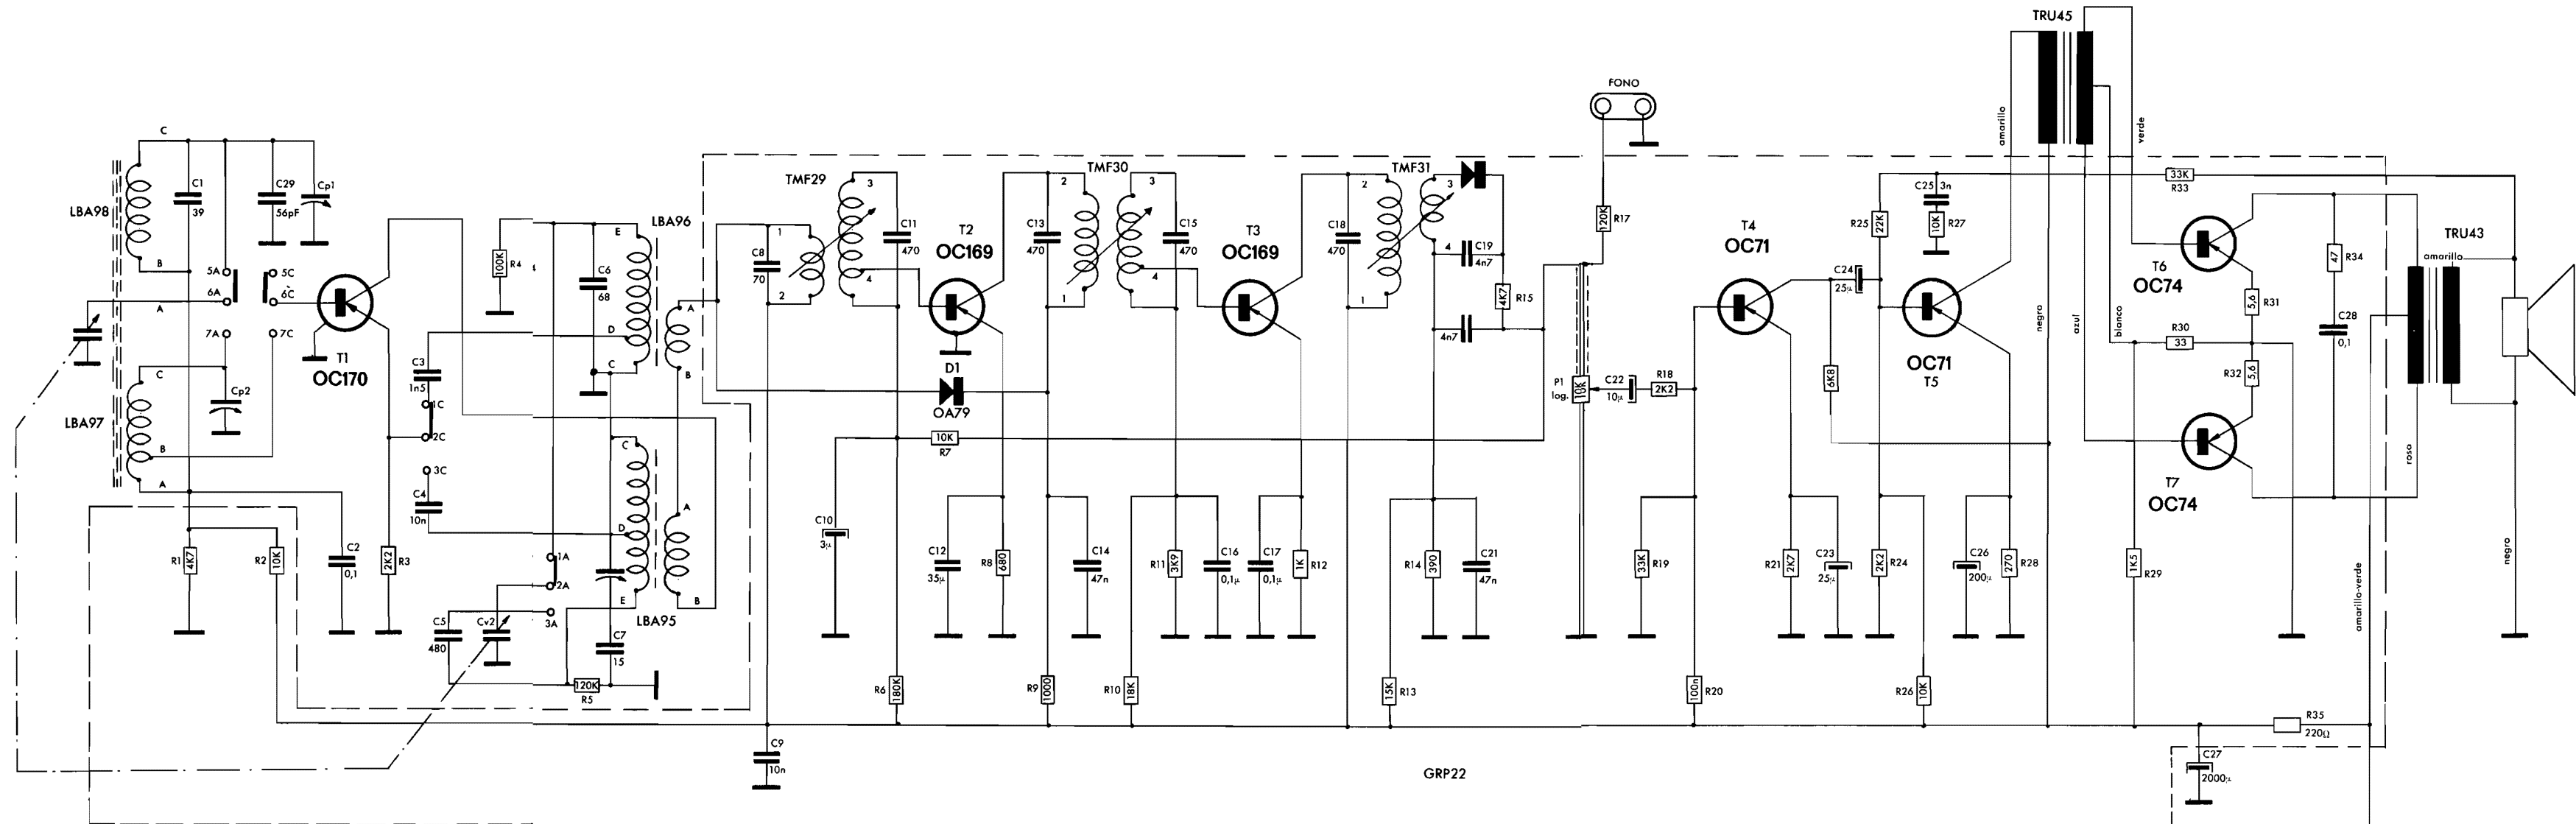 TRU45
FONO
amarillo
verde
negro
azul
blanco
C
LBA98
C1
39
C29
56pF
Cp1
B
5A
6A
7A
5C
6C
7C
A
T1
OC170
C
LBA97
Cp2
B
A
R1
4K7
R2
10K
C2
0,1
R3
2K2
100K
R4
C3
1n5
1C
2C
3C
C4
10n
C6
68
E
D
C
LBA96
A
B
C
D
E
A
B
LBA95
1A
2A
3A
C5
480
Cv2
C7
15
120K
R5
TMF29
C8
70
1
2
3
4
C11
470
T2
OC169
D1
OA79
10K
R7
C10
3µ
C12
35µ
R8
680
R6
180K
C9
10n
TMF30
C13
470
2
1
3
4
C15
470
T3
OC169
C14
47n
R9
1000
R10
18K
R11
3K9
C16
0,1µ
C17
0,1µ
1K
R12
TMF31
C18
470
2
1
3
4
C19
4n7
4K7
R15
4n7
R14
390
C21
47n
15K
R13
120K
R17
P1
log.
10K
C22
10µ
R18
2K2
33K
R19
100n
R20
T4
OC71
C24
25µ
6K8
R21
2K7
C23
25µ
R25
22K
C25
3n
10K
R27
OC71
T5
2K2
R24
R26
10K
C26
200µ
270
R28
33K
R33
T6
OC74
5,6
R31
R30
33
R32
5,6
T7
OC74
1K5
R29
47
R34
C28
0,1
TRU43
amarillo
rosa
amarillo-verde
negro
R35
220Ω
C27
2000µ
GRP22